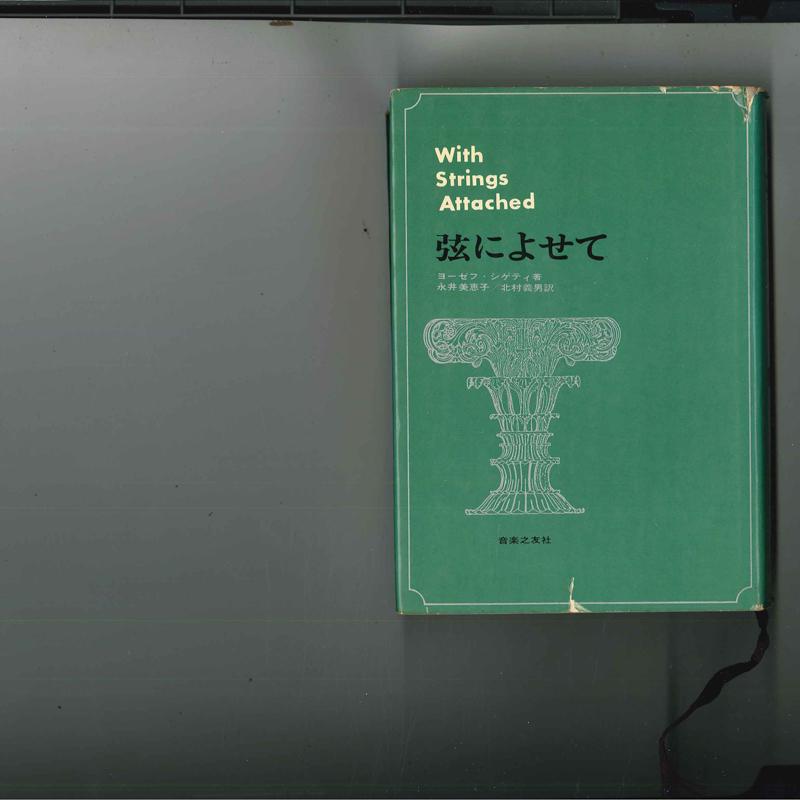 With
Strings
Attached
弦によせて
ヨーゼフ・シゲティ著
永井美恵子／北村義男訳
音楽之友社